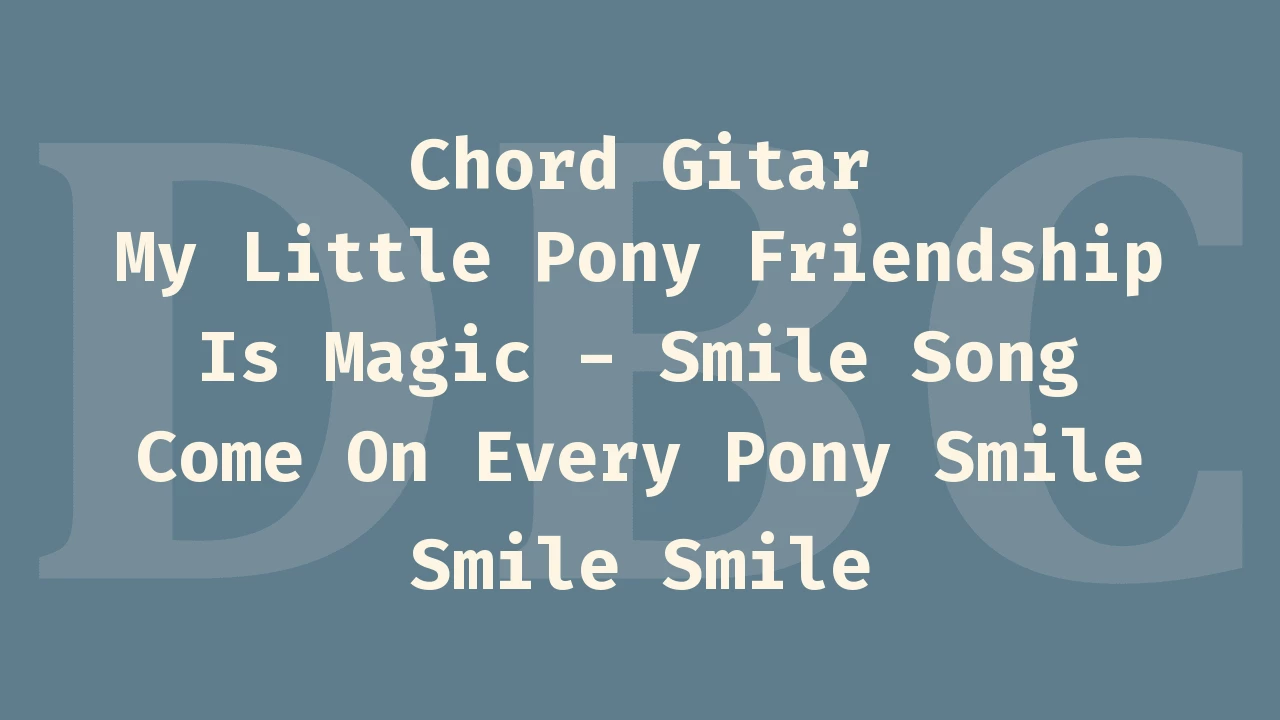 DBC
Chord Gitar
My Little Pony Friendship
Is Magic – Smile Song
Come On Every Pony Smile
Smile Smile